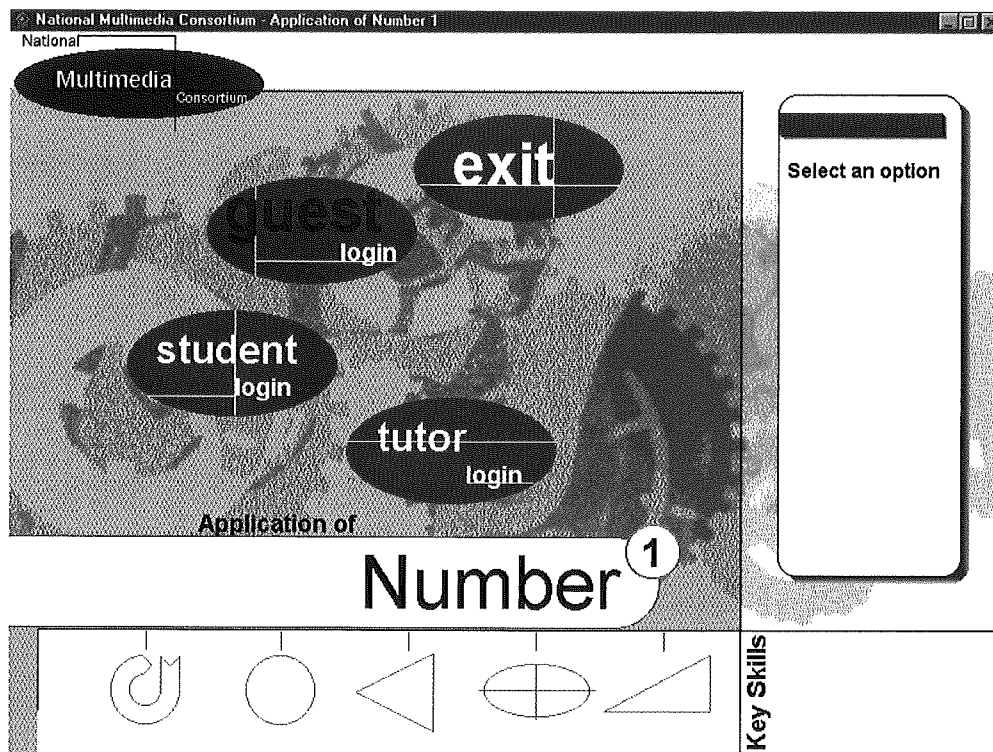 National Multimedia Consortium - Application of Number 1
National
Multimedia
Consortium
exit
guest
login
student
login
tutor
login
Select an option
Application of
Number
1
Key Skills